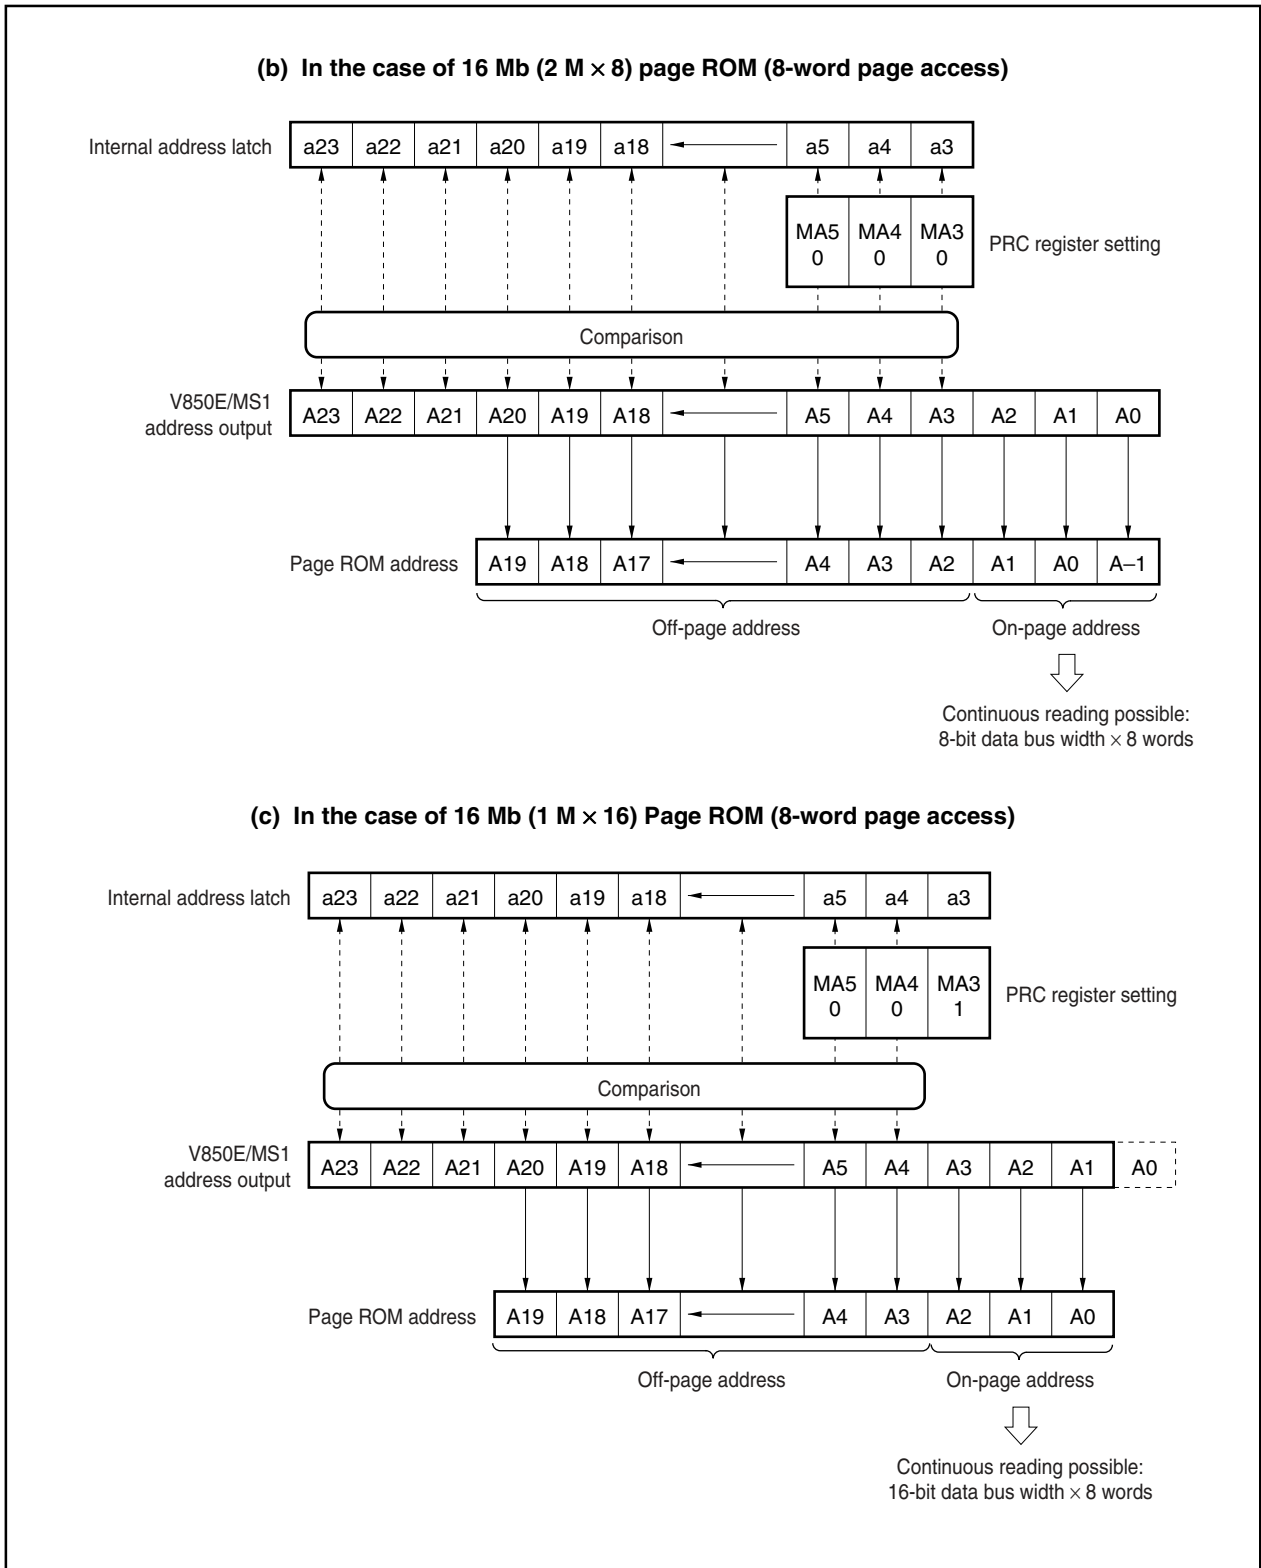 (b) In the case of 16 Mb (2 M × 8) page ROM (8-word page access)
Internal address latch a23 a22 a21 a20 a19 a18 a5 a4 a3
MA5 MA4 MA3
0 0 0
PRC register setting
Comparison
V850E/MS1
address output
A23 A22 A21 A20 A19 A18 A5 A4 A3 A2 A1 A0
Page ROM address A19 A18 A17 A4 A3 A2 A1 A0 A–1
Off-page address On-page address
Continuous reading possible:
8-bit data bus width × 8 words
(c) In the case of 16 Mb (1 M × 16) Page ROM (8-word page access)
Internal address latch a23 a22 a21 a20 a19 a18 a5 a4 a3
MA5 MA4 MA3
0 0 1
PRC register setting
Comparison
V850E/MS1
address output
A23 A22 A21 A20 A19 A18 A5 A4 A3 A2 A1 A0
Page ROM address A19 A18 A17 A4 A3 A2 A1 A0
Off-page address On-page address
Continuous reading possible:
16-bit data bus width × 8 words